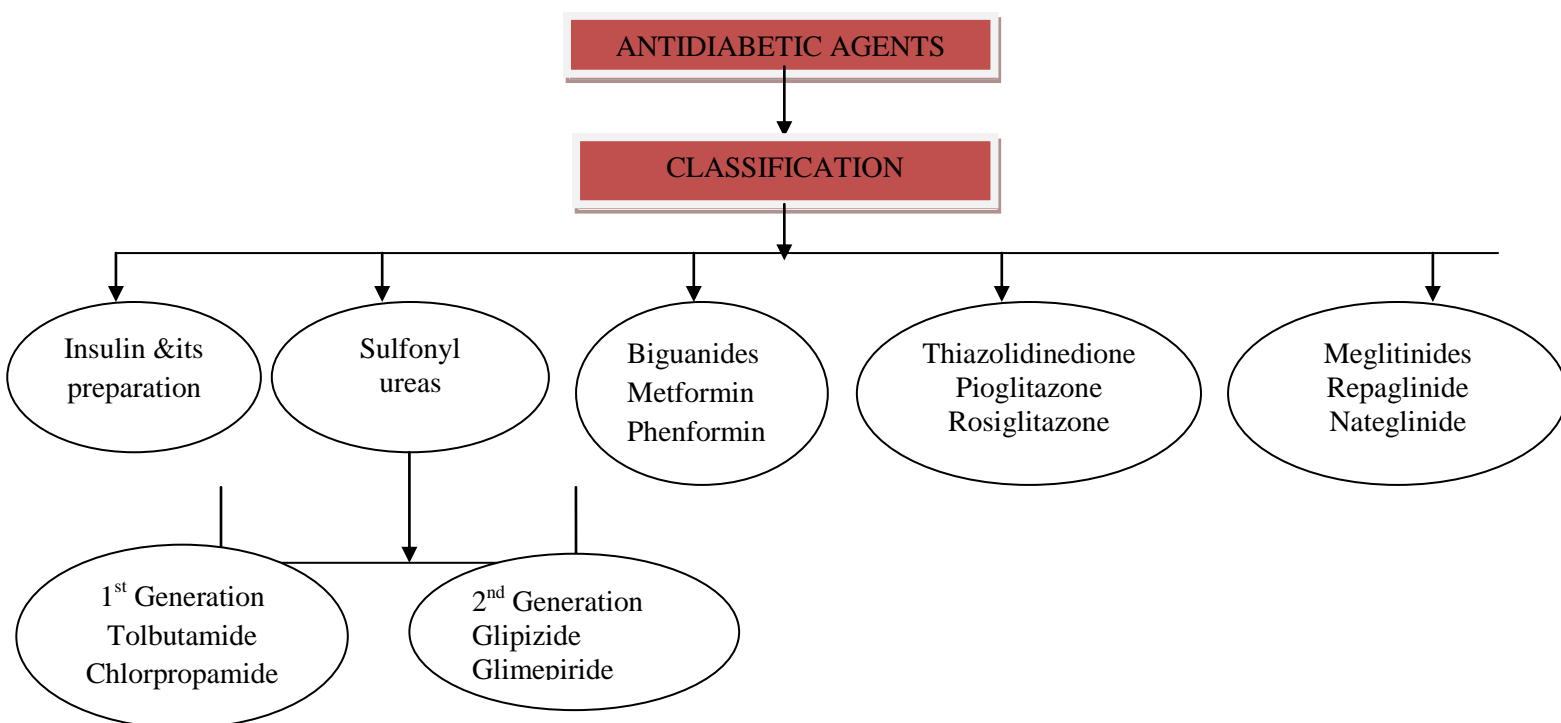 ANTIDIABETIC AGENTS
CLASSIFICATION
Insulin &its
preparation
Sulfonyl
ureas
Biguanides
Metformin
Phenformin
Thiazolidinedione
Pioglitazone
Rosiglitazone
Meglitinides
Repaglinide
Nateglinide
1st Generation
Tolbutamide
Chlorpropamide
2nd Generation
Glipizide
Glimepiride